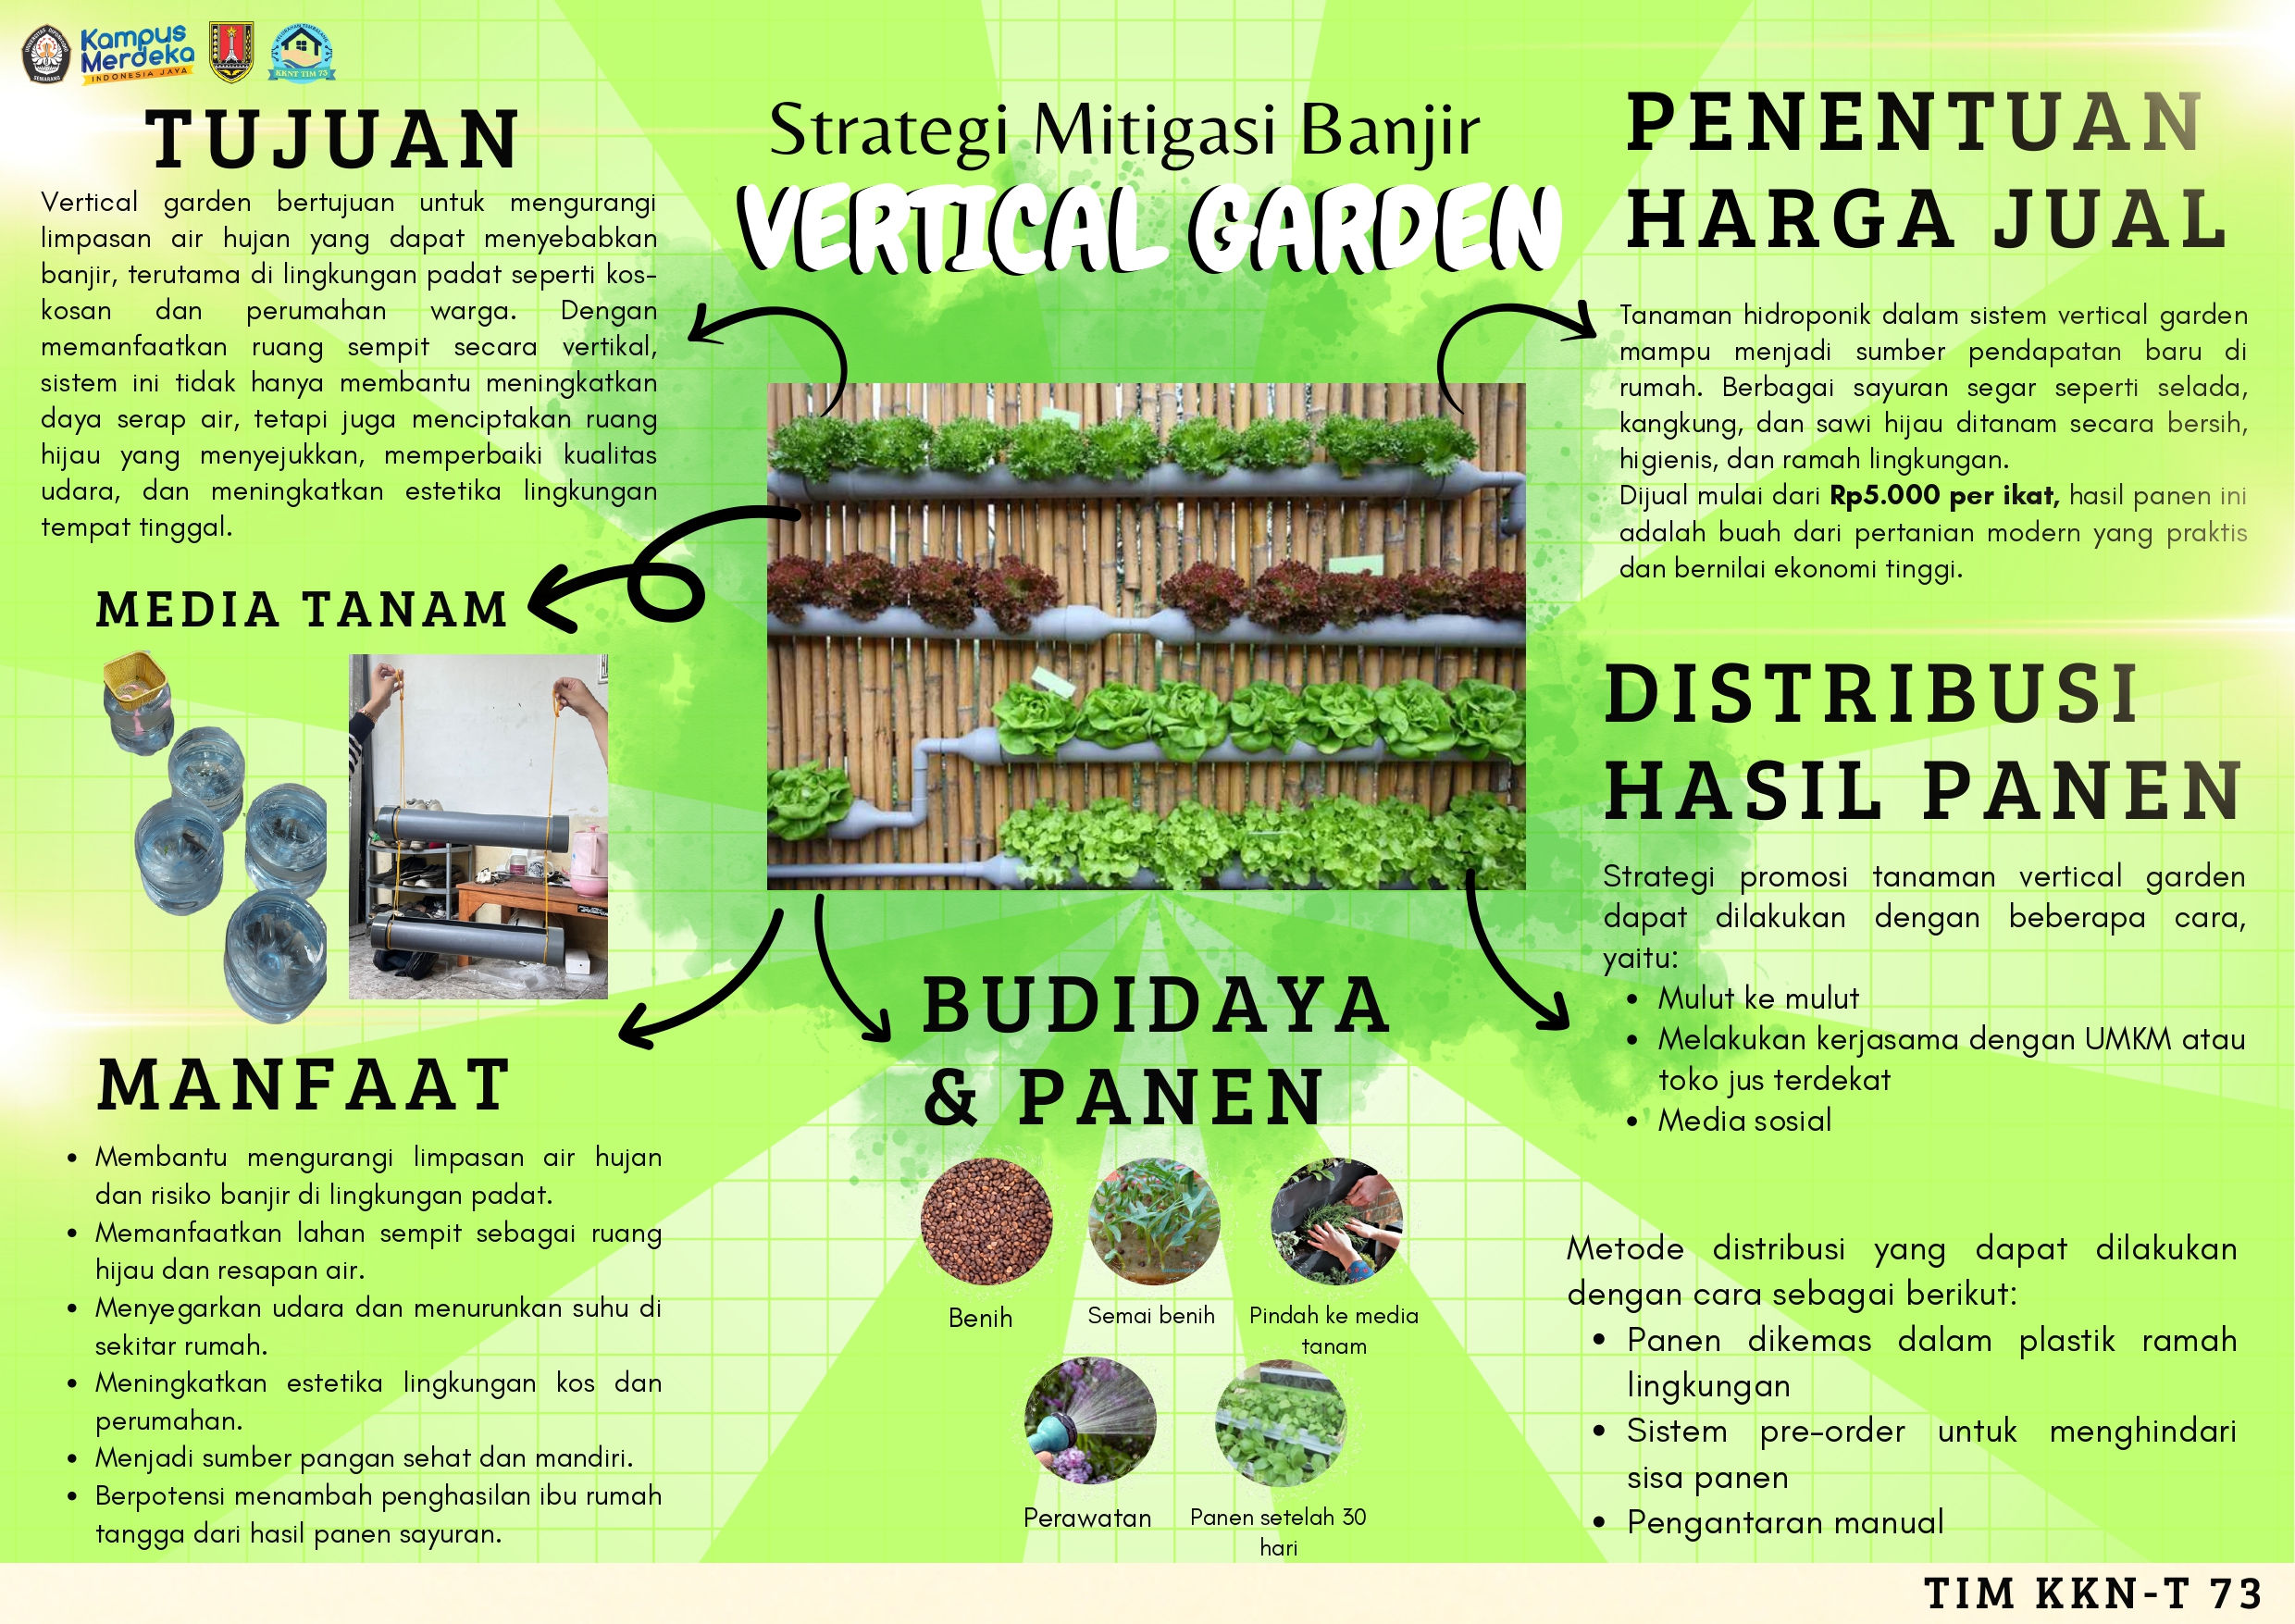 UNIVERSITAS DIPONEGORO
SEMARANG
Kampus
Merdeka
INDONESIA JAYA
KELURAHAN TEMBALANG
KKNT TIM 73
TUJUAN
Vertical garden bertujuan untuk mengurangi
limpasan air hujan yang dapat menyebabkan
banjir, terutama di lingkungan padat seperti kos-
kosan dan perumahan warga. Dengan
memanfaatkan ruang sempit secara vertikal,
sistem ini tidak hanya membantu meningkatkan
daya serap air, tetapi juga menciptakan ruang
hijau yang menyejukkan, memperbaiki kualitas
udara, dan meningkatkan estetika lingkungan
tempat tinggal.
MEDIA TANAM
MANFAAT
• Membantu mengurangi limpasan air hujan
dan risiko banjir di lingkungan padat.
• Memanfaatkan lahan sempit sebagai ruang
hijau dan resapan air.
• Menyegarkan udara dan menurunkan suhu di
sekitar rumah.
• Meningkatkan estetika lingkungan kos dan
perumahan.
• Menjadi sumber pangan sehat dan mandiri.
• Berpotensi menambah penghasilan ibu rumah
tangga dari hasil panen sayuran.
Strategi Mitigasi Banjir
VERTICAL GARDEN
BUDIDAYA
& PANEN
Benih
Semai benih
Pindah ke media
tanam
Perawatan
Panen setelah 30
hari
PENENTUAN
HARGA JUAL
Tanaman hidroponik dalam sistem vertical garden
mampu menjadi sumber pendapatan baru di
rumah. Berbagai sayuran segar seperti selada,
kangkung, dan sawi hijau ditanam secara bersih,
higienis, dan ramah lingkungan.
Dijual mulai dari Rp5.000 per ikat, hasil panen ini
adalah buah dari pertanian modern yang praktis
dan bernilai ekonomi tinggi.
DISTRIBUSI
HASIL PANEN
Strategi promosi tanaman vertical garden
dapat dilakukan dengan beberapa cara,
yaitu:
• Mulut ke mulut
• Melakukan kerjasama dengan UMKM atau
toko jus terdekat
• Media sosial
Metode distribusi yang dapat dilakukan
dengan cara sebagai berikut:
• Panen dikemas dalam plastik ramah
lingkungan
• Sistem pre-order untuk menghindari
sisa panen
• Pengantaran manual
TIM KKN-T 73